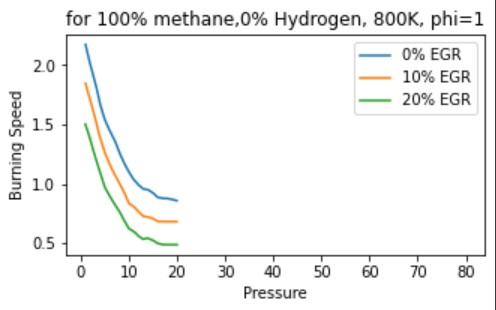 for 100% methane,0% Hydrogen, 800K, phi=1
2.0
1.5
1.0
0.5
Burning Speed
0% EGR
10% EGR
20% EGR
0 10 20 30 40 50 60 70 80
Pressure